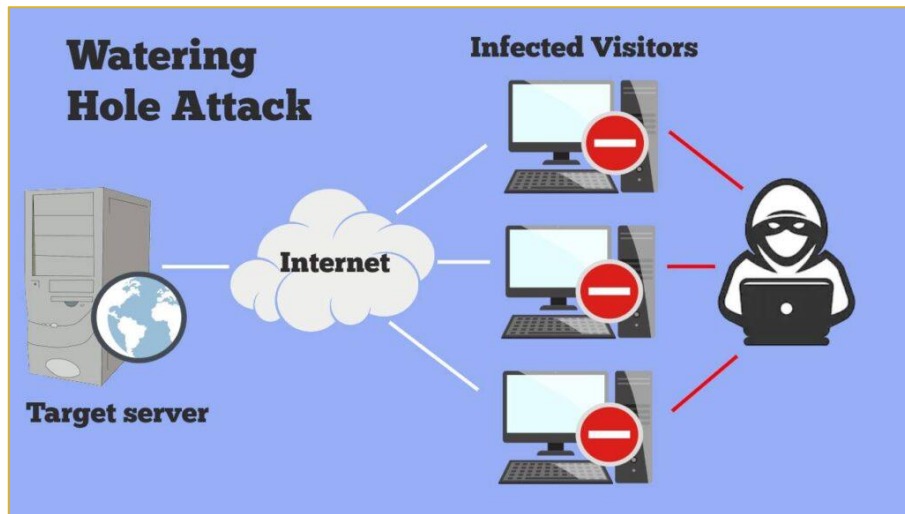 Watering
Hole Attack
Infected Visitors
Internet
Target server